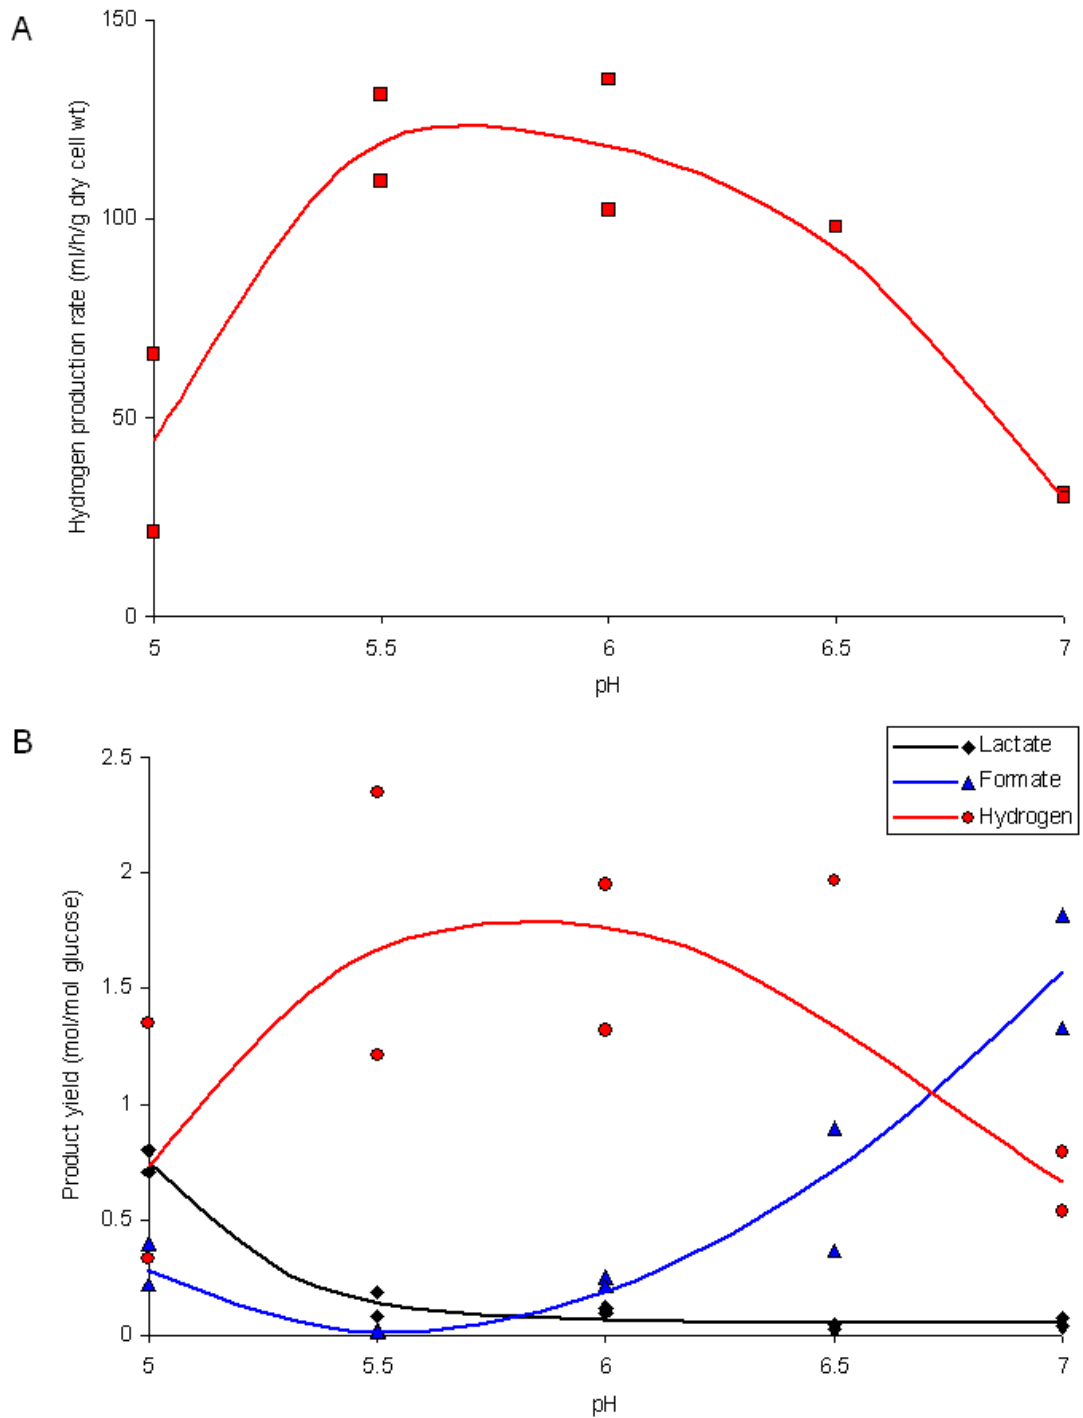 A
150
100
50
0
Hydrogen production rate (ml/h/g dry cell wt)
5 5.5 6 6.5 7
pH
B
Lactate
Formate
Hydrogen
2.5
2
1.5
1
0.5
0
Product yield (mol/mol glucose)
5 5.5 6 6.5 7
pH